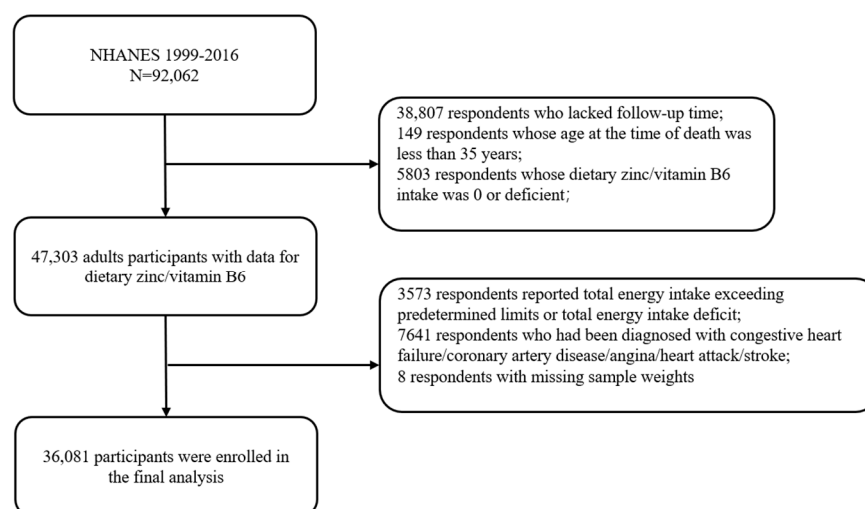 NHANES 1999-2016
N=92,062
38,807 respondents who lacked follow-up time;
149 respondents whose age at the time of death was
less than 35 years;
5803 respondents whose dietary zinc/vitamin B6
intake was 0 or deficient;
47,303 adults participants with data for
dietary zinc/vitamin B6
3573 respondents reported total energy intake exceeding
predetermined limits or total energy intake deficit;
7641 respondents who had been diagnosed with congestive heart
failure/coronary artery disease/angina/heart attack/stroke;
8 respondents with missing sample weights
36,081 participants were enrolled in
the final analysis